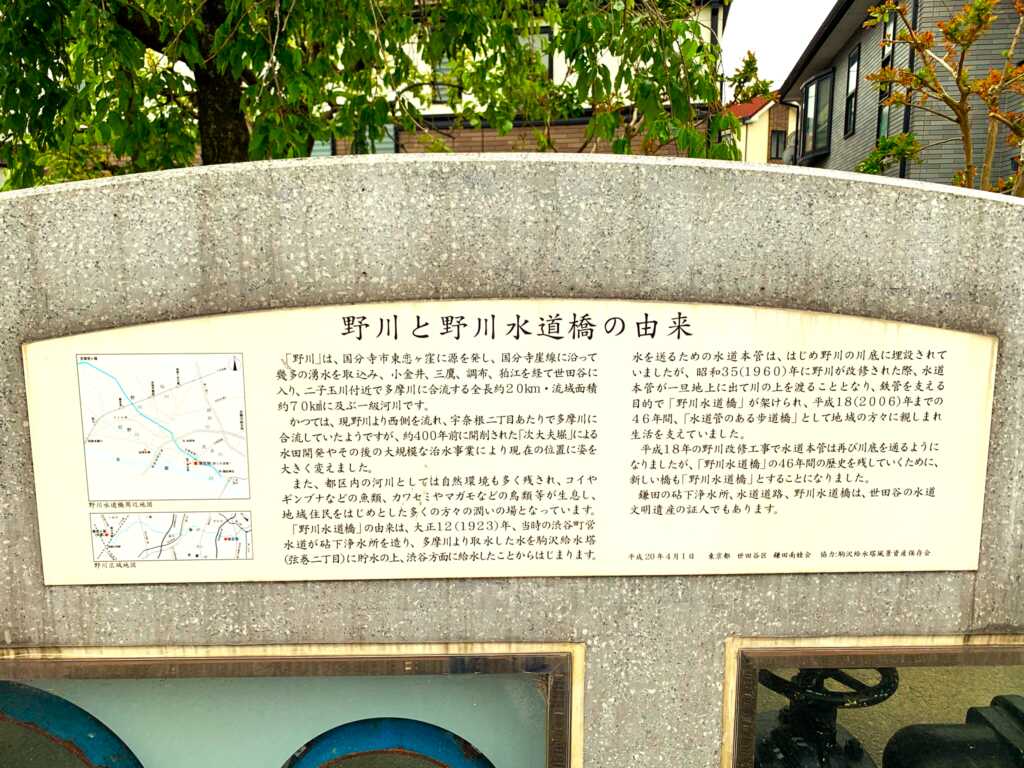 野川と野川水道橋の由来
「野川」は、国分寺市東恋ヶ窪に源を発し、国分寺崖線に沿って
幾多の湧水を取込み、小金井、三鷹、調布、狛江を経て世田谷に
入り、二子玉川付近で多摩川に合流する全長約20km・流域面積
約70k㎡に及ぶ一級河川です。
かつては、現野川より西側を流れ、宇奈根二丁目あたりで多摩川に
合流していたようですが、約400年前に開削された「次大夫堀」による
水田開発やその後の大規模な治水事業により現在の位置に姿を
大きく変えました。
また、都区内の河川としては自然環境も多く残され、コイや
ギンブナなどの魚類、カワセミやマガモなどの鳥類等が生息し、
地域住民をはじめとした多くの方々の潤いの場となっています。
「野川水道橋」の由来は、大正12(1923)年、当時の渋谷町営
水道が砧下浄水所を造り、多摩川より取水した水を駒沢給水塔
(弦巻二丁目)に貯水の上、渋谷方面に給水したことからはじまります。
水を送るための水道本管は、はじめ野川の川底に埋設されて
いましたが、昭和35(1960)年に野川が改修された際、水道
本管が一旦地上に出て川の上を渡ることとなり、鉄管を支える
目的で「野川水道橋」が架けられ、平成18(2006)年までの
46年間、「水道管のある歩道橋」として地域の方々に親しまれ
生活を支えていました。
平成18年の野川改修工事で水道本管は再び川底を通るように
なりましたが、「野川水道橋」の46年間の歴史を残していくために、
新しい橋も「野川水道橋」とすることになりました。
鎌田の砧下浄水所、水道道路、野川水道橋は、世田谷の水道
文明遺産の証人でもあります。
平成20年4月1日 東京都 世田谷区 鎌田南睦会 協力:駒沢給水塔風景資産保存会
野川水道橋周辺地図
野川広域地図